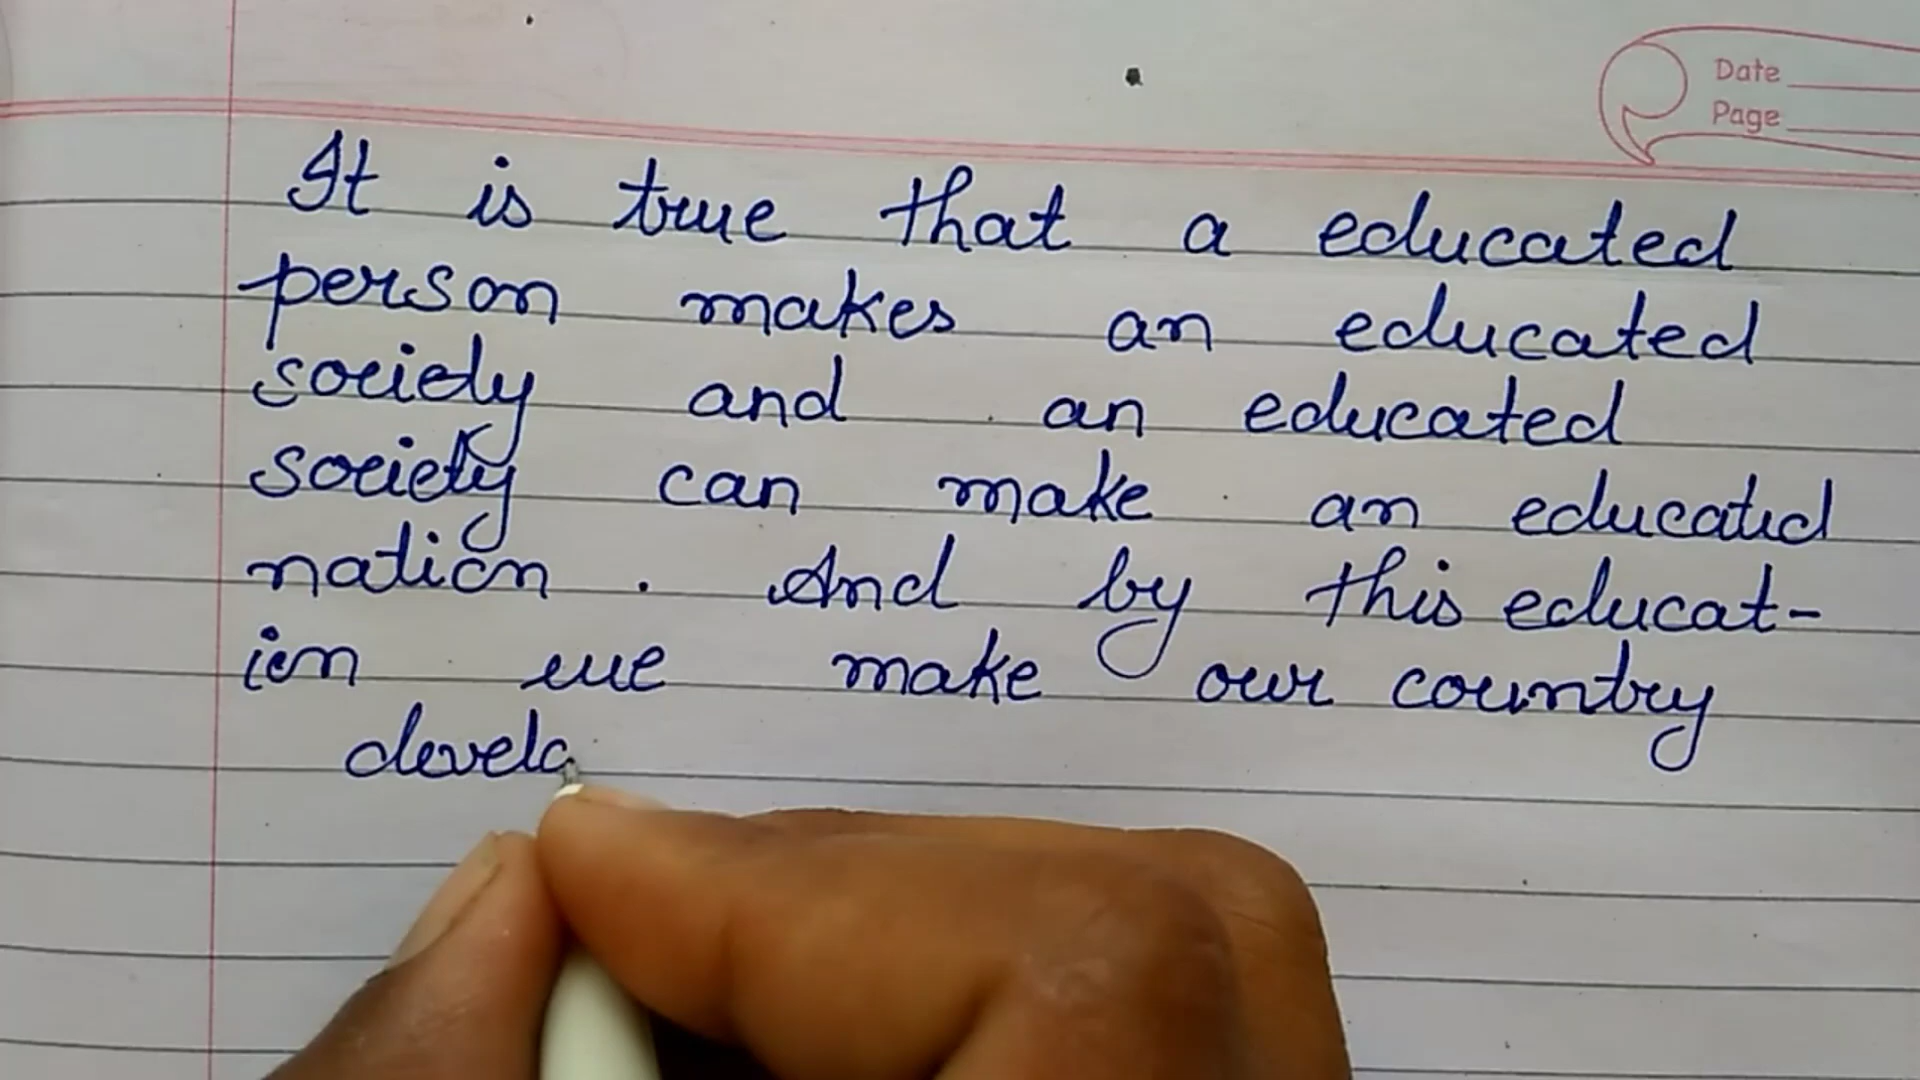 Date
Page
It is true that a educated
person makes an educated
society and an educated
society can make an educated
nation. And by this educat-
ion we make our country
develo